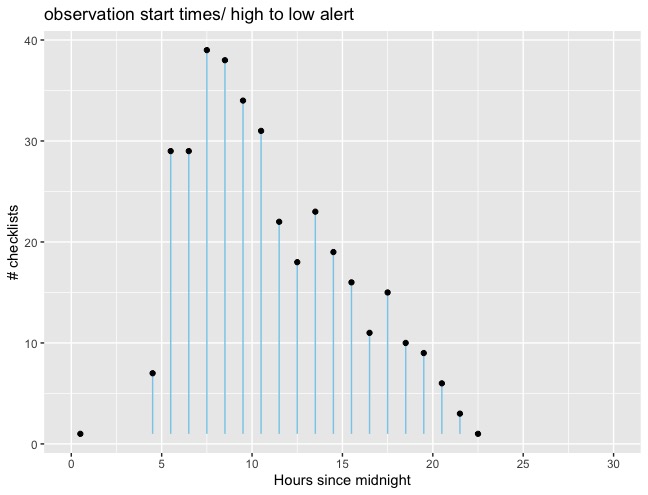 observation start times/ high to low alert
40
30
20
10
0
# checklists
0 5 10 15 20 25 30
Hours since midnight